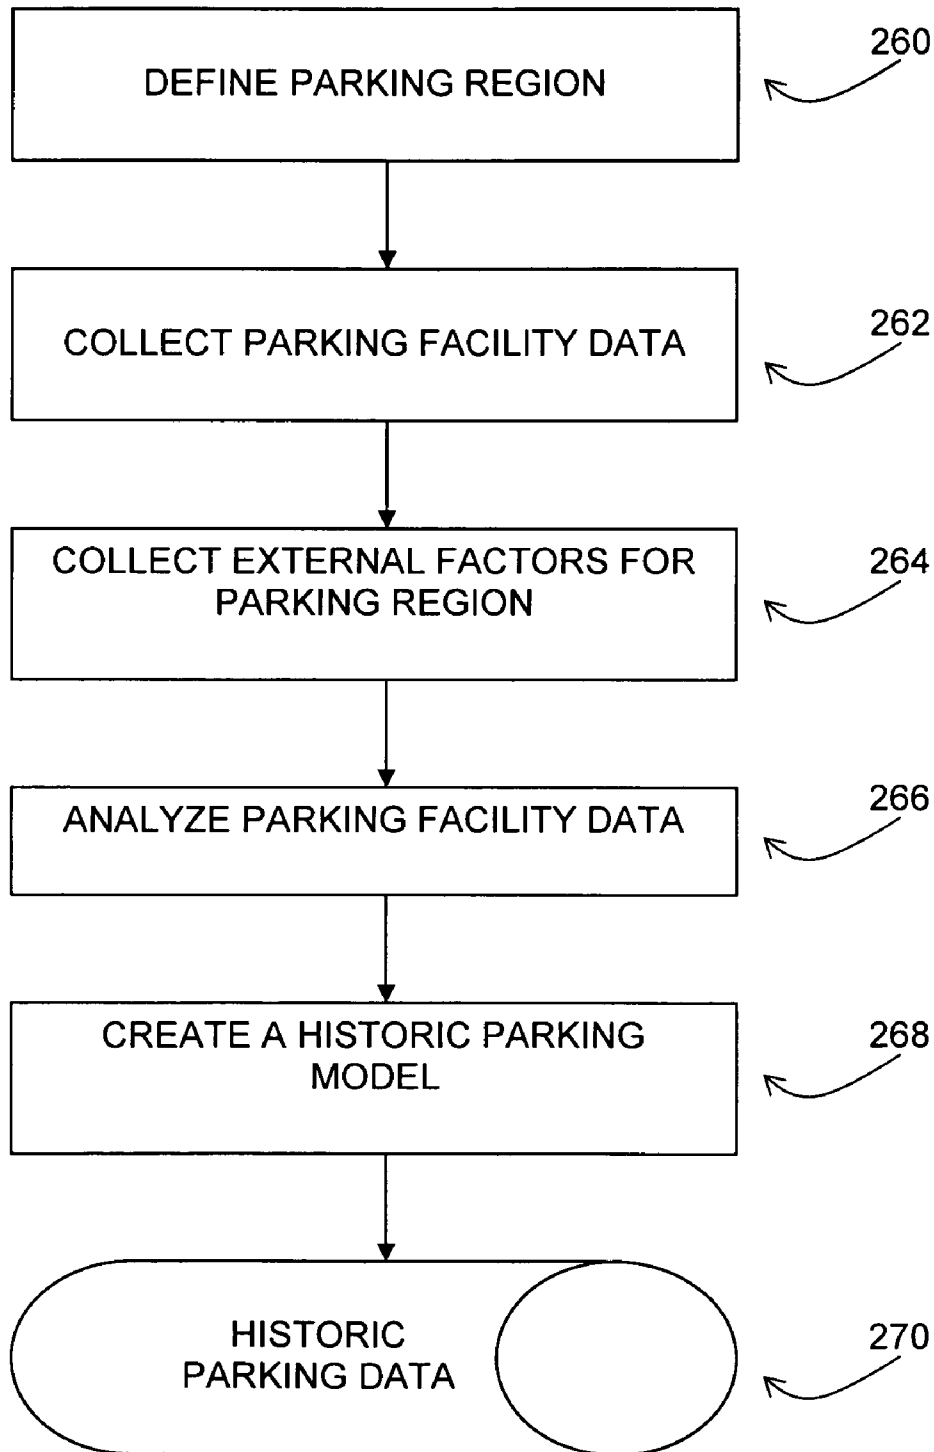 DEFINE PARKING REGION
260
COLLECT PARKING FACILITY DATA
262
COLLECT EXTERNAL FACTORS FOR
PARKING REGION
264
ANALYZE PARKING FACILITY DATA
266
CREATE A HISTORIC PARKING
MODEL
268
HISTORIC
PARKING DATA
270